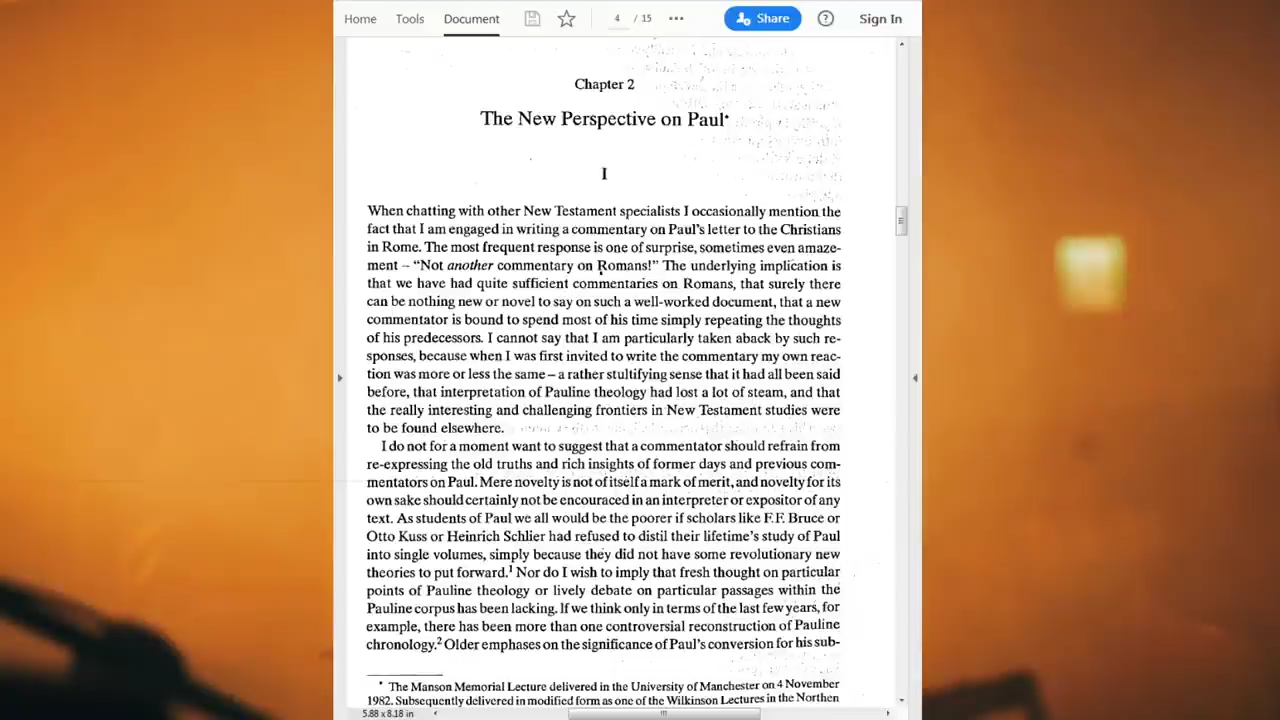 Home Tools Document 4 / 15 Share Sign In
Chapter 2
The New Perspective on Paul*
I
When chatting with other New Testament specialists I occasionally mention the
fact that I am engaged in writing a commentary on Paul's letter to the Christians
in Rome. The most frequent response is one of surprise, sometimes even amaze-
ment – “Not another commentary on Romans!” The underlying implication is
that we have had quite sufficient commentaries on Romans, that surely there
can be nothing new or novel to say on such a well-worked document, that a new
commentator is bound to spend most of his time simply repeating the thoughts
of his predecessors. I cannot say that I am particularly taken aback by such re-
sponses, because when I was first invited to write the commentary my own reac-
tion was more or less the same – a rather stultifying sense that it had all been said
before, that interpretation of Pauline theology had lost a lot of steam, and that
the really interesting and challenging frontiers in New Testament studies were
to be found elsewhere.
I do not for a moment want to suggest that a commentator should refrain from
re-expressing the old truths and rich insights of former days and previous com-
mentators on Paul. Mere novelty is not of itself a mark of merit, and novelty for its
own sake should certainly not be encouraced in an interpreter or expositor of any
text. As students of Paul we all would be the poorer if scholars like F.F. Bruce or
Otto Kuss or Heinrich Schlier had refused to distil their lifetime's study of Paul
into single volumes, simply because they did not have some revolutionary new
theories to put forward.1 Nor do I wish to imply that fresh thought on particular
points of Pauline theology or lively debate on particular passages within the
Pauline corpus has been lacking. If we think only in terms of the last few years, for
example, there has been more than one controversial reconstruction of Pauline
chronology.2 Older emphases on the significance of Paul's conversion for his sub-
* The Manson Memorial Lecture delivered in the University of Manchester on 4 November
1982. Subsequently delivered in modified form as one of the Wilkinson Lectures in the Northen
5.88 x 8.18 in